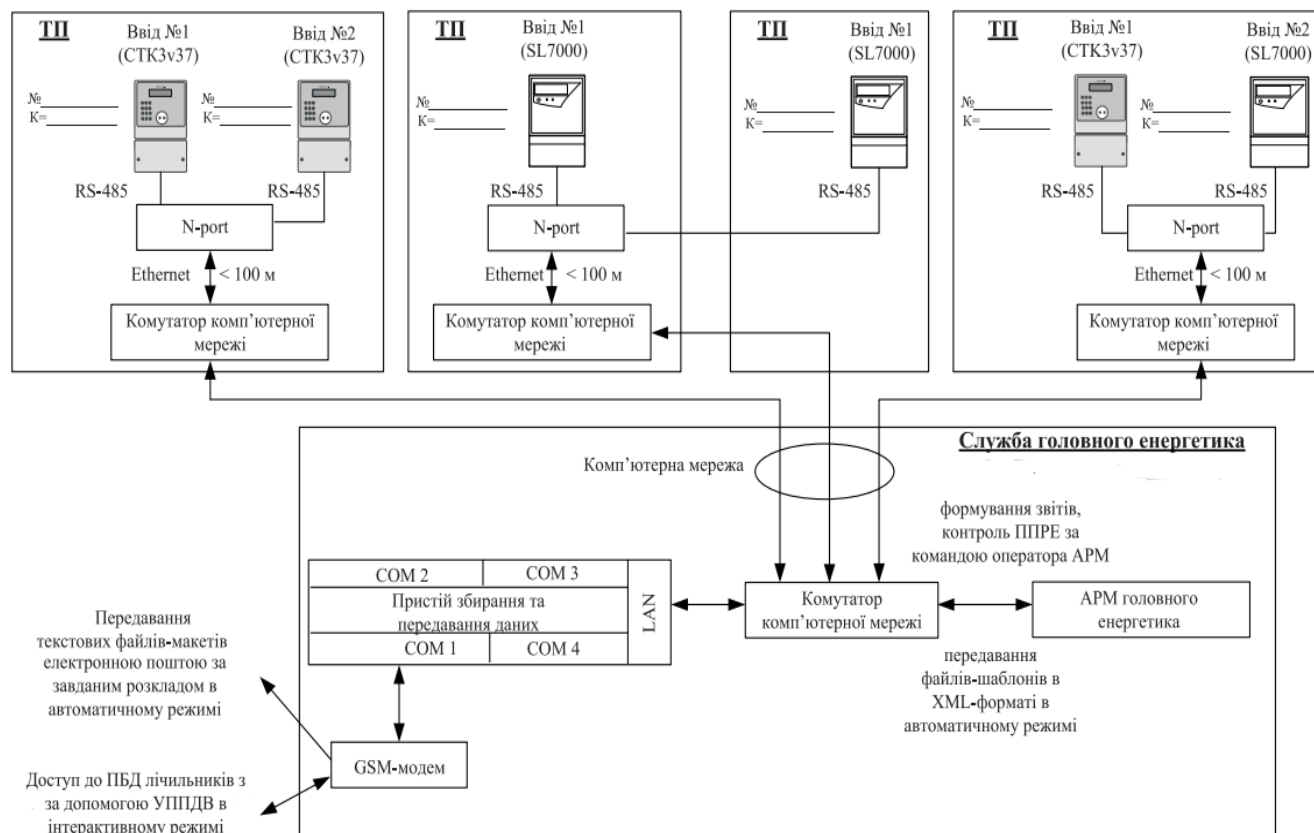 ТП
Ввід №1
(СТК3v37)
Ввід №2
(СТК3v37)
№
К=
№
К=
RS-485
RS-485
N-port
Ethernet
< 100 м
Комутатор комп’ютерної
мережі
ТП
Ввід №1
(SL7000)
№
К=
RS-485
N-port
Ethernet
< 100 м
Комутатор комп’ютерної
мережі
ТП
Ввід №1
(SL7000)
№
К=
RS-485
ТП
Ввід №1
(СТК3v37)
Ввід №2
(SL7000)
№
К=
№
К=
RS-485
RS-485
N-port
Ethernet
< 100 м
Комутатор комп’ютерної
мережі
Служба головного енергетика
Комп’ютерна мережа
формування звітів,
контроль ППРЕ за
командою оператора АРМ
COM 2
COM 3
Пристій збирання та
передавання даних
COM 1
COM 4
LAN
Комутатор
комп’ютерної мережі
АРМ головного
енергетика
передавання
файлів-шаблонів в
XML-форматі в
автоматичному режимі
Передавання
текстових файлів-макетів
електронною поштою за
завданим розкладом в
автоматичному режимі
GSM-модем
Доступ до ПБД лічильників з
за допомогою УППДВ в
інтерактивному режимі